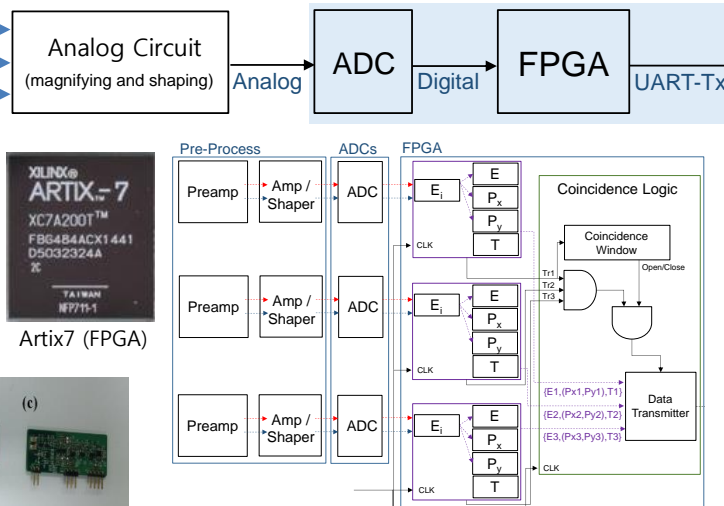 Analog Circuit
(magnifying and shaping)
Analog
ADC
Digital
FPGA
UART-Tx
XILINX®
ARTIX-7
XC7A200T™
FBG484ACX1441
D5032324A
2C
TAIWAN
Artix7 (FPGA)
(c)
Pre-Process
ADCs
FPGA
Preamp
Amp /
Shaper
ADC
Ei
E
Px
Py
T
CLK
Preamp
Amp /
Shaper
ADC
Ei
E
Px
Py
T
CLK
Preamp
Amp /
Shaper
ADC
Ei
E
Px
Py
T
CLK
Coincidence Logic
Coincidence
Window
Open/Close
Tr1
Tr2
Tr3
{E1,(Px1,Py1),T1}
{E2,(Px2,Py2),T2}
{E3,(Px3,Py3),T3}
Data
Transmitter
CLK